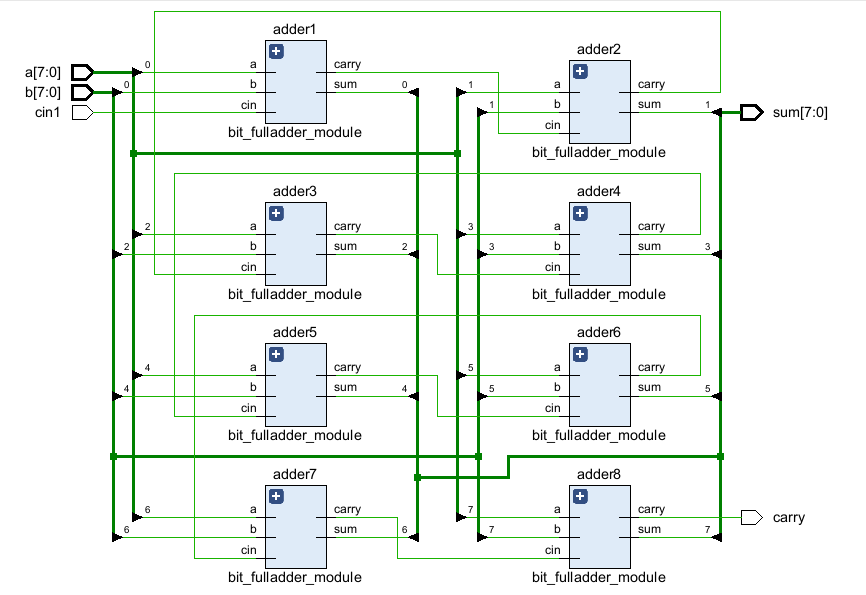 adder1
adder2
a[7:0] 0 a carry
b[7:0] 0 b sum 0 1 a carry
cin1 cin 1 b sum 1 sum[7:0]
bit_fulladder_module cin
bit_fulladder_module
adder3 adder4
2 a carry 3 a carry
2 b sum 2 3 b sum 3
cin cin
bit_fulladder_module bit_fulladder_module
adder5 adder6
4 a carry 5 a carry
4 b sum 4 5 b sum 5
cin cin
bit_fulladder_module bit_fulladder_module
adder7 adder8
6 a carry 7 a carry carry
6 b sum 6 7 b sum 7
cin cin
bit_fulladder_module bit_fulladder_module